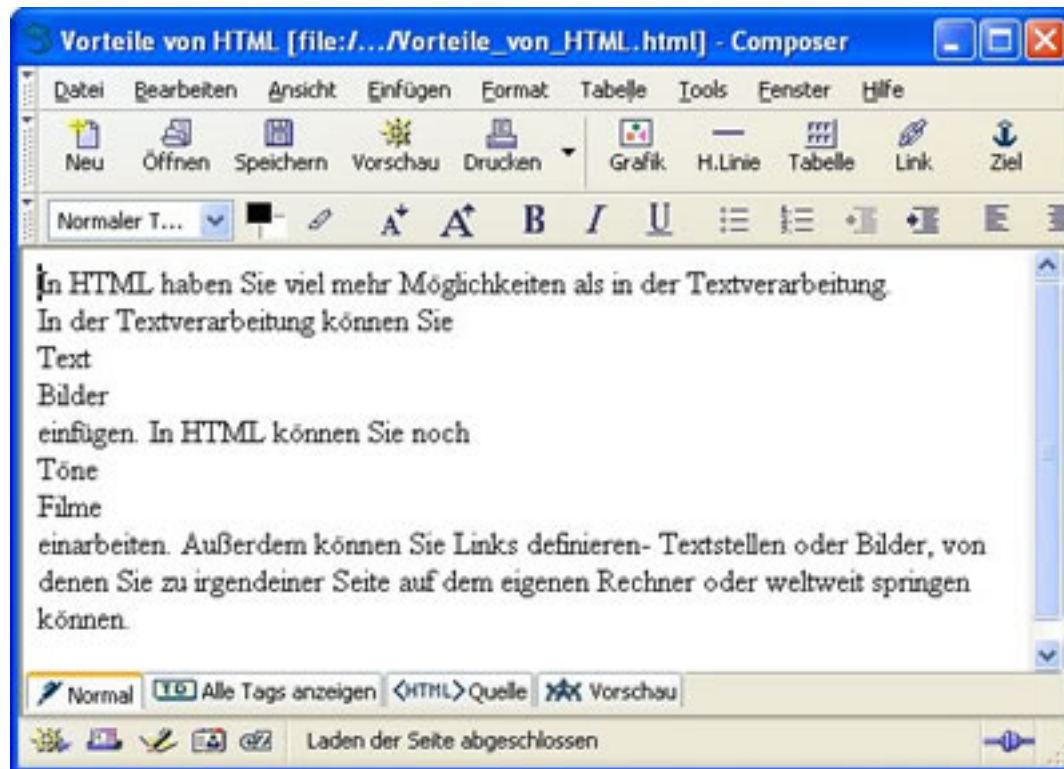 Vorteile von HTML [file:/.../Vorteile_von_HTML.html] - Composer
Datei Bearbeiten Ansicht Einfügen Format Tabelle Tools Fenster Hilfe
Neu Öffnen Speichern Vorschau Drucken Grafik H.Linie Tabelle Link Ziel
Normaler T... B I U
In HTML haben Sie viel mehr Möglichkeiten als in der Textverarbeitung.
In der Textverarbeitung können Sie
Text
Bilder
einfügen. In HTML können Sie noch
Töne
Filme
einarbeiten. Außerdem können Sie Links definieren- Textstellen oder Bilder, von
denen Sie zu irgendeiner Seite auf dem eigenen Rechner oder weltweit springen
können.
Normal TD Alle Tags anzeigen <HTML> Quelle Vorschau
Laden der Seite abgeschlossen